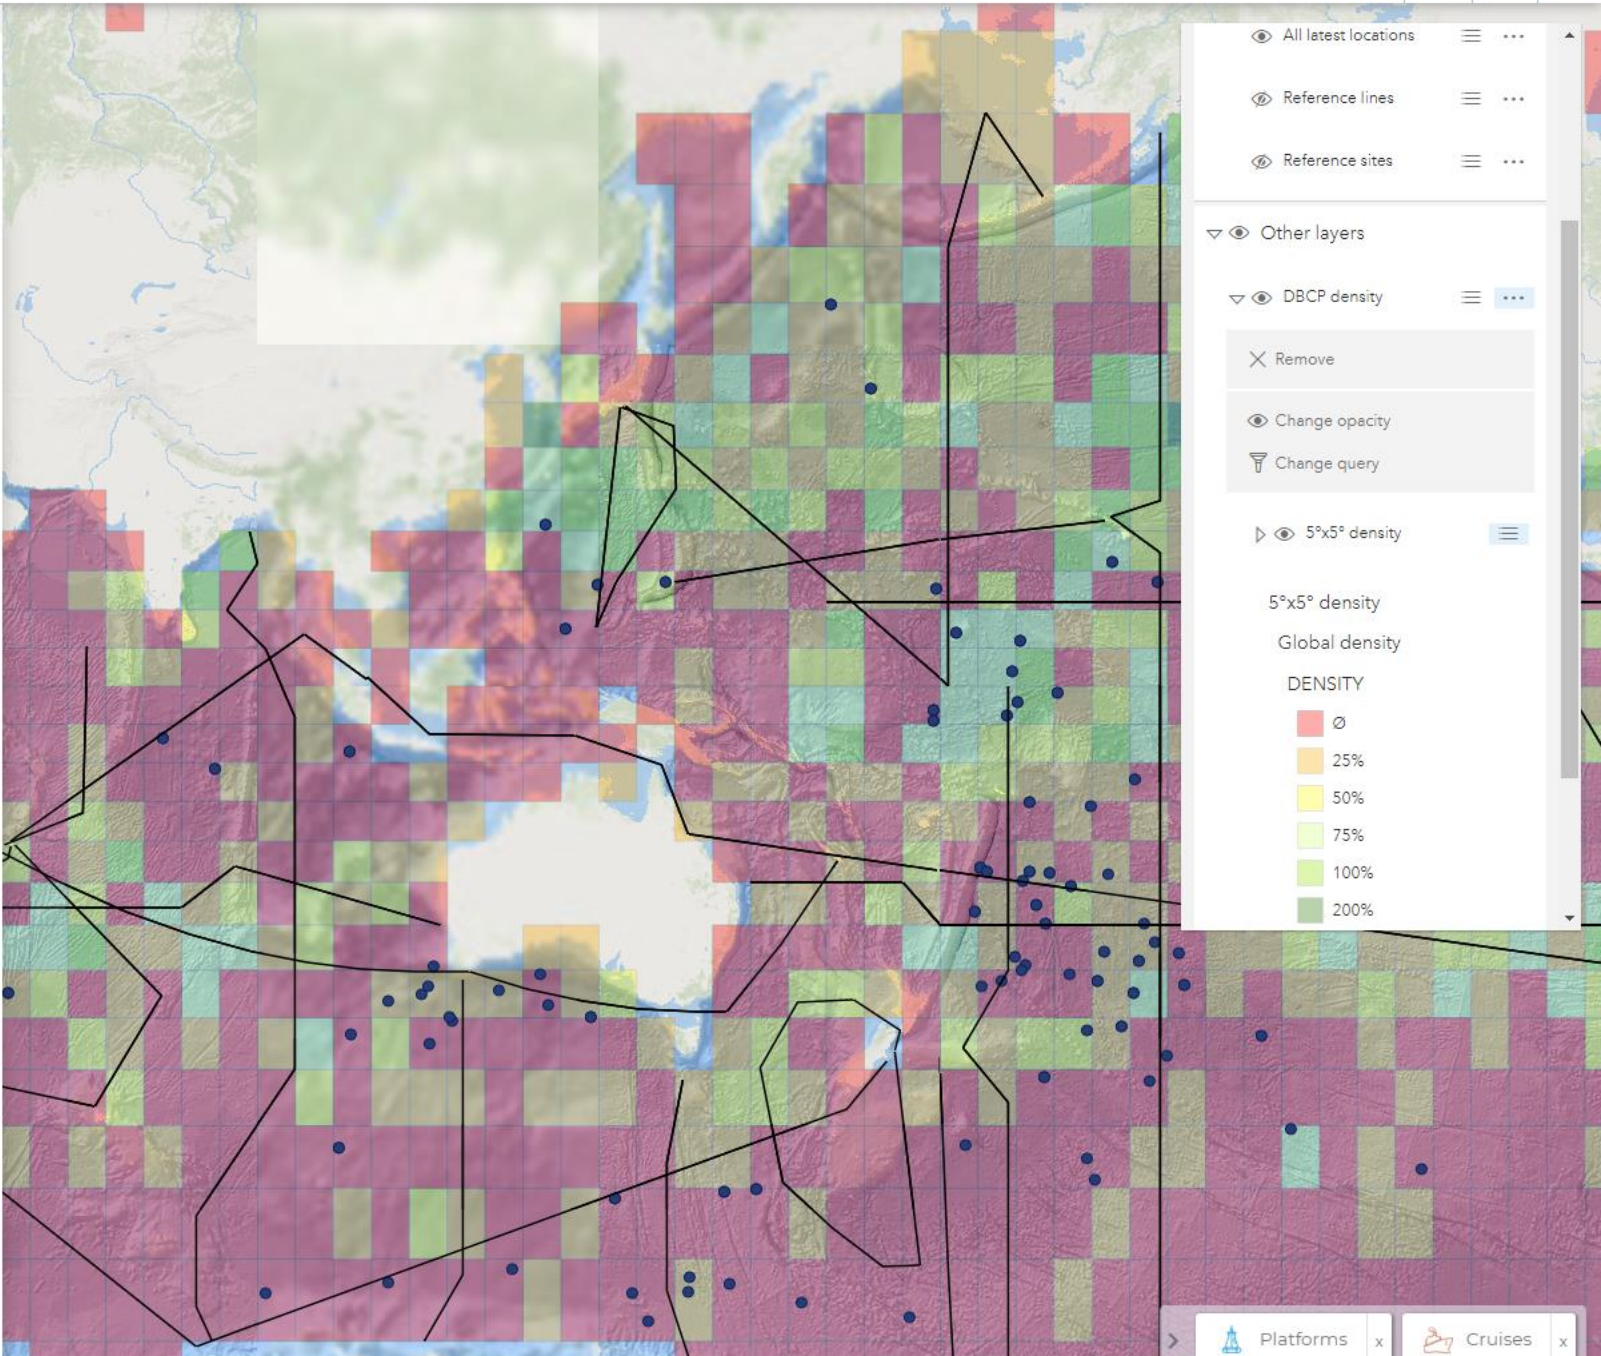 All latest locations
Reference lines
Reference sites
Other layers
DBCP density
Remove
Change opacity
Change query
5°x5° density
5°x5° density
Global density
DENSITY
Ø
25%
50%
75%
100%
200%
Platforms x
Cruises x